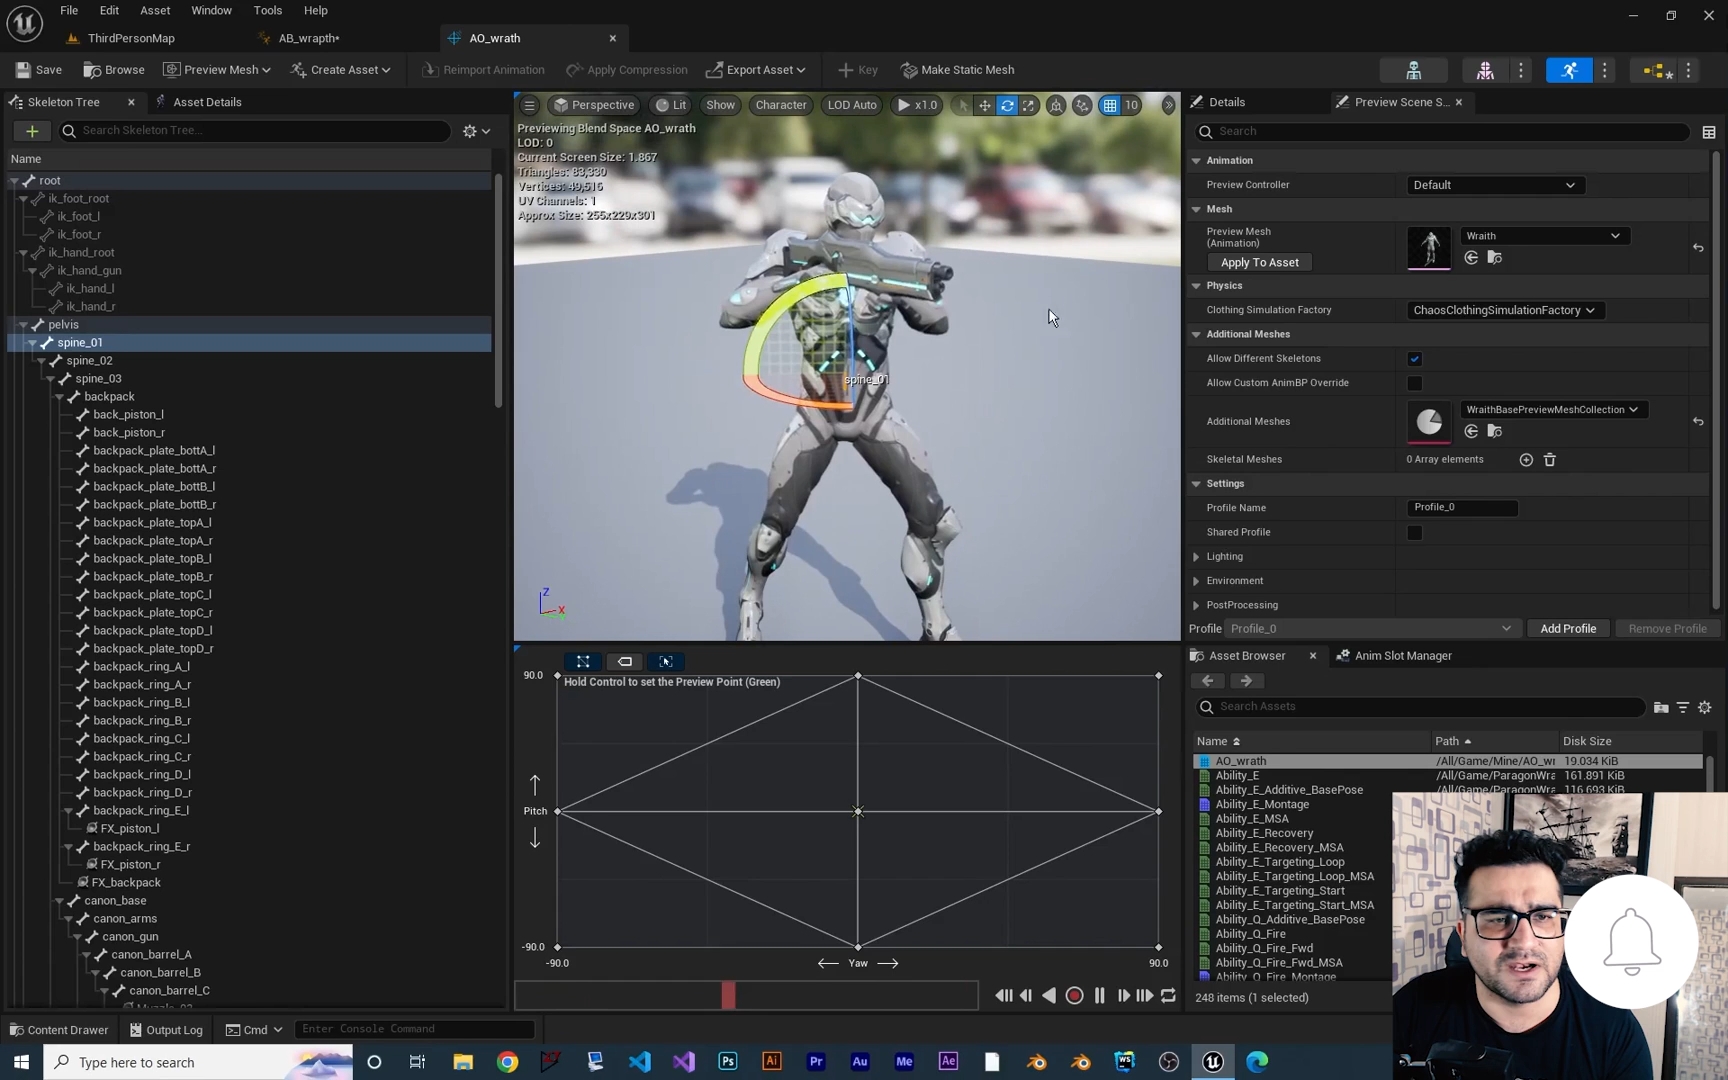 File Edit Asset Window Tools Help
ThirdPersonMap AB_wrapth* AO_wrath
Save Browse Preview Mesh Create Asset Reimport Animation Apply Compression Export Asset Key Make Static Mesh
Skeleton Tree Asset Details
Search Skeleton Tree...
Name
root
ik_foot_root
ik_foot_l
ik_foot_r
ik_hand_root
ik_hand_gun
ik_hand_l
ik_hand_r
pelvis
spine_01
spine_02
spine_03
backpack
back_piston_l
back_piston_r
backpack_plate_bottA_l
backpack_plate_bottA_r
backpack_plate_bottB_l
backpack_plate_bottB_r
backpack_plate_topA_l
backpack_plate_topA_r
backpack_plate_topB_l
backpack_plate_topB_r
backpack_plate_topC_l
backpack_plate_topC_r
backpack_plate_topD_l
backpack_plate_topD_r
backpack_ring_A_l
backpack_ring_A_r
backpack_ring_B_l
backpack_ring_B_r
backpack_ring_C_l
backpack_ring_C_r
backpack_ring_D_l
backpack_ring_D_r
backpack_ring_E_l
FX_piston_l
backpack_ring_E_r
FX_piston_r
FX_backpack
canon_base
canon_arms
canon_gun
canon_barrel_A
canon_barrel_B
canon_barrel_C
Perspective Lit Show Character LOD Auto x1.0 10
Previewing Blend Space AO_wrath
LOD: 0
Current Screen Size: 1.867
Triangles: 83,330
Vertices: 49,516
UV Channels: 1
Approx Size: 255x229x301
spine_01
Z
X
90.0
Hold Control to set the Preview Point (Green)
Pitch
-90.0
-90.0 Yaw 90.0
Details Preview Scene S...
Search
Animation
Preview Controller Default
Mesh
Preview Mesh
(Animation)
Wraith
Apply To Asset
Physics
Clothing Simulation Factory ChaosClothingSimulationFactory
Additional Meshes
Allow Different Skeletons
Allow Custom AnimBP Override
Additional Meshes WraithBasePreviewMeshCollection
Skeletal Meshes 0 Array elements
Settings
Profile Name Profile_0
Shared Profile
Lighting
Environment
PostProcessing
Profile Profile_0 Add Profile Remove Profile
Asset Browser Anim Slot Manager
Search Assets
Name Path Disk Size
AO_wrath /All/Game/Mine/AO_wr 19.034 KiB
Ability_E /All/Game/ParagonWra 161.891 KiB
Ability_E_Additive_BasePose /All/Game/ParagonWra 116.693 KiB
Ability_E_Montage
Ability_E_MSA
Ability_E_Recovery
Ability_E_Recovery_MSA
Ability_E_Targeting_Loop
Ability_E_Targeting_Loop_MSA
Ability_E_Targeting_Start
Ability_E_Targeting_Start_MSA
Ability_Q_Additive_BasePose
Ability_Q_Fire
Ability_Q_Fire_Fwd
Ability_Q_Fire_Fwd_MSA
Ability_Q_Fire_Montage
248 items (1 selected)
Content Drawer Output Log Cmd Enter Console Command
Type here to search
Ps Ai Pr Au Me Ae WS